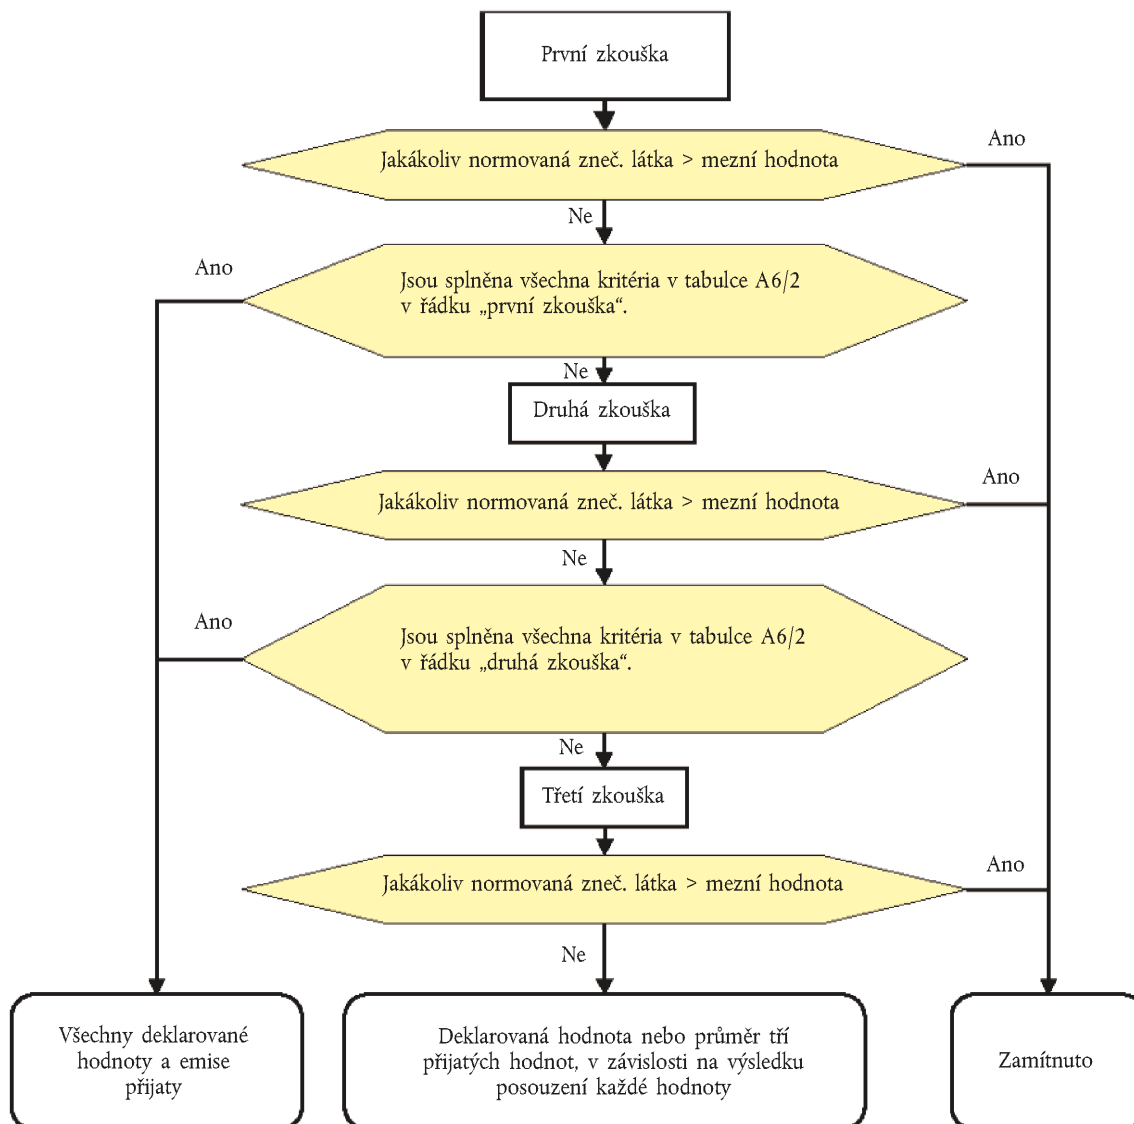 První zkouška
Ano
Jakákoliv normovaná zneč. látka > mezní hodnota
Ne
Ano
Jsou splněna všechna kritéria v tabulce A6/2
v řádku „první zkouška“.
Ne
Druhá zkouška
Ano
Jakákoliv normovaná zneč. látka > mezní hodnota
Ne
Ano
Jsou splněna všechna kritéria v tabulce A6/2
v řádku „druhá zkouška“.
Ne
Třetí zkouška
Ano
Jakákoliv normovaná zneč. látka > mezní hodnota
Ne
Všechny deklarované
hodnoty a emise
přijaty
Deklarovaná hodnota nebo průměr tří
přijatých hodnot, v závislosti na výsledku
posouzení každé hodnoty
Zamítnuto